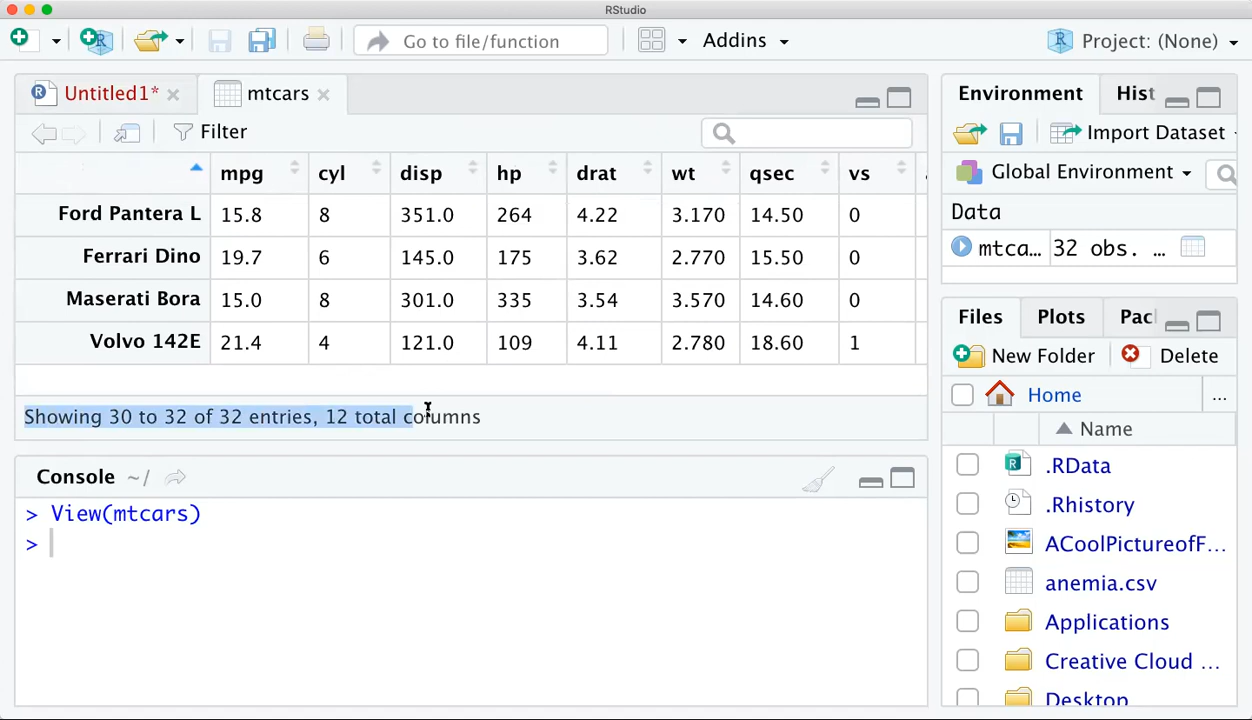 RStudio
Go to file/function
Addins
Project: (None)
Untitled1*
mtcars
Filter
mpg cyl disp hp drat wt qsec vs
Ford Pantera L 15.8 8 351.0 264 4.22 3.170 14.50 0
Ferrari Dino 19.7 6 145.0 175 3.62 2.770 15.50 0
Maserati Bora 15.0 8 301.0 335 3.54 3.570 14.60 0
Volvo 142E 21.4 4 121.0 109 4.11 2.780 18.60 1
Showing 30 to 32 of 32 entries, 12 total columns
Console ~/
> View(mtcars)
>
Environment Hist
Import Dataset
Global Environment
Data
mtca... 32 obs. ...
Files Plots Pac
New Folder Delete
Home ...
Name
.RData
.Rhistory
ACoolPictureofF...
anemia.csv
Applications
Creative Cloud ...
Desktop